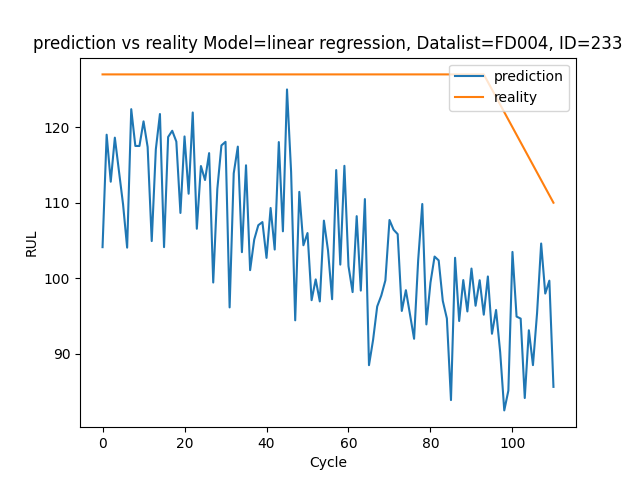 prediction vs reality Model=linear regression, Datalist=FD004, ID=233
prediction
reality
RUL
120
110
100
90
0 20 40 60 80 100
Cycle